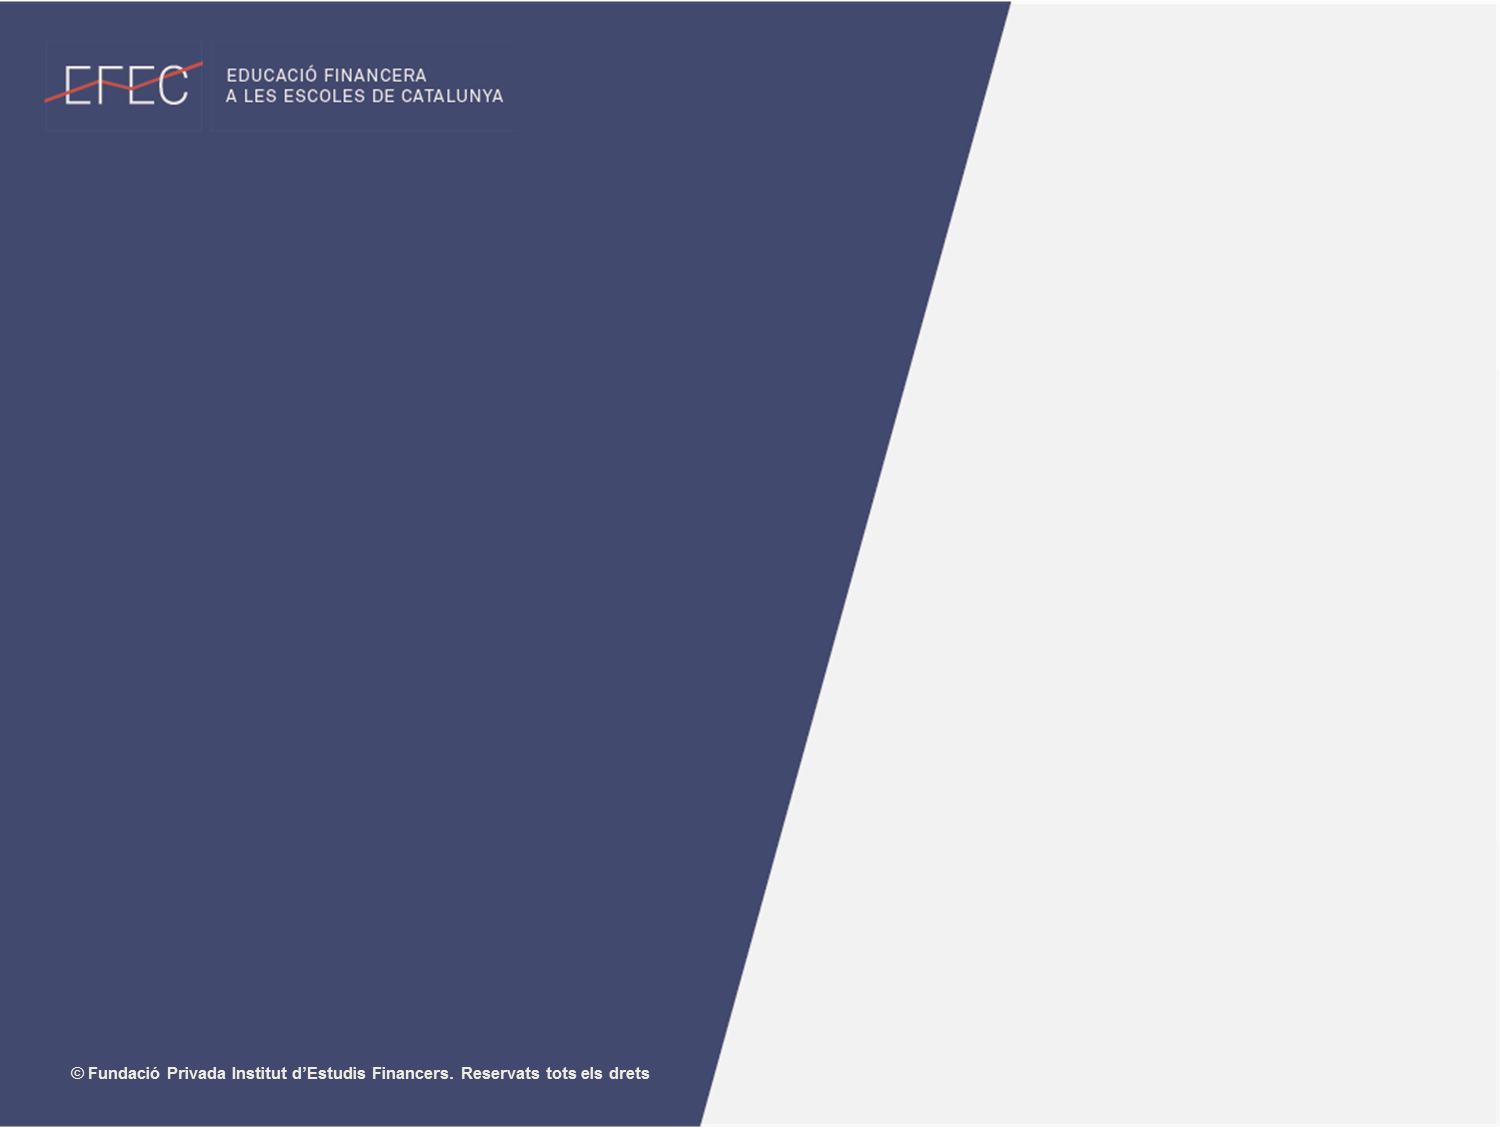 EFEC
EDUCACIÓ FINANCERA
A LES ESCOLES DE CATALUNYA
© Fundació Privada Institut d’Estudis Financers. Reservats tots els drets